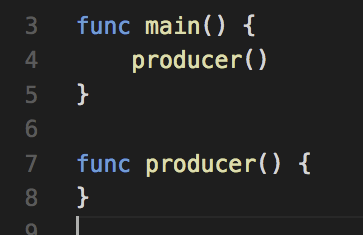 3 func main() {
4     producer()
5 }
6
7 func producer() {
8 }
9